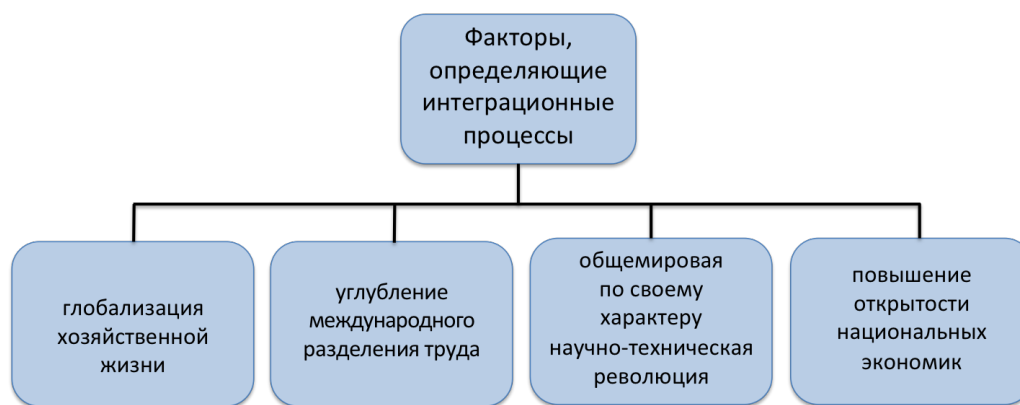 Факторы,
определяющие
интеграционные
процессы
глобализация
хозяйственной
жизни
углубление
международного
разделения труда
общемировая
по своему
характеру
научно-техническая
революция
повышение
открытости
национальных
экономик